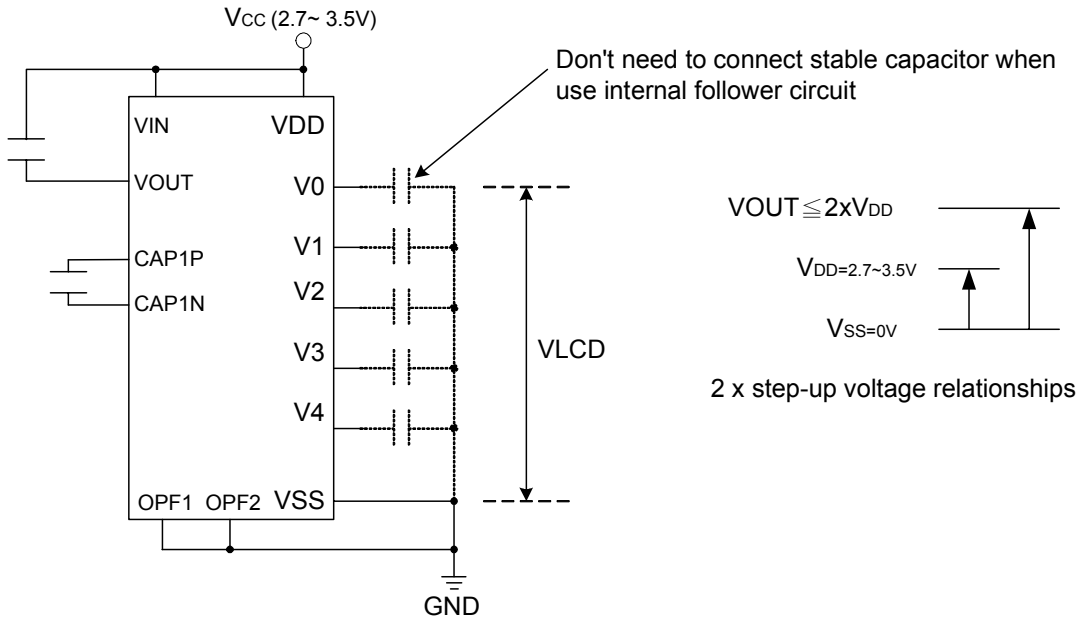 VCC (2.7~ 3.5V)
Don't need to connect stable capacitor when
use internal follower circuit
VIN
VDD
VOUT
V0
CAP1P
V1
CAP1N
V2
V3
V4
OPF1 OPF2 VSS
GND
VLCD
VOUT≦2xVDD
VDD=2.7~3.5V
VSS=0V
2 x step-up voltage relationships